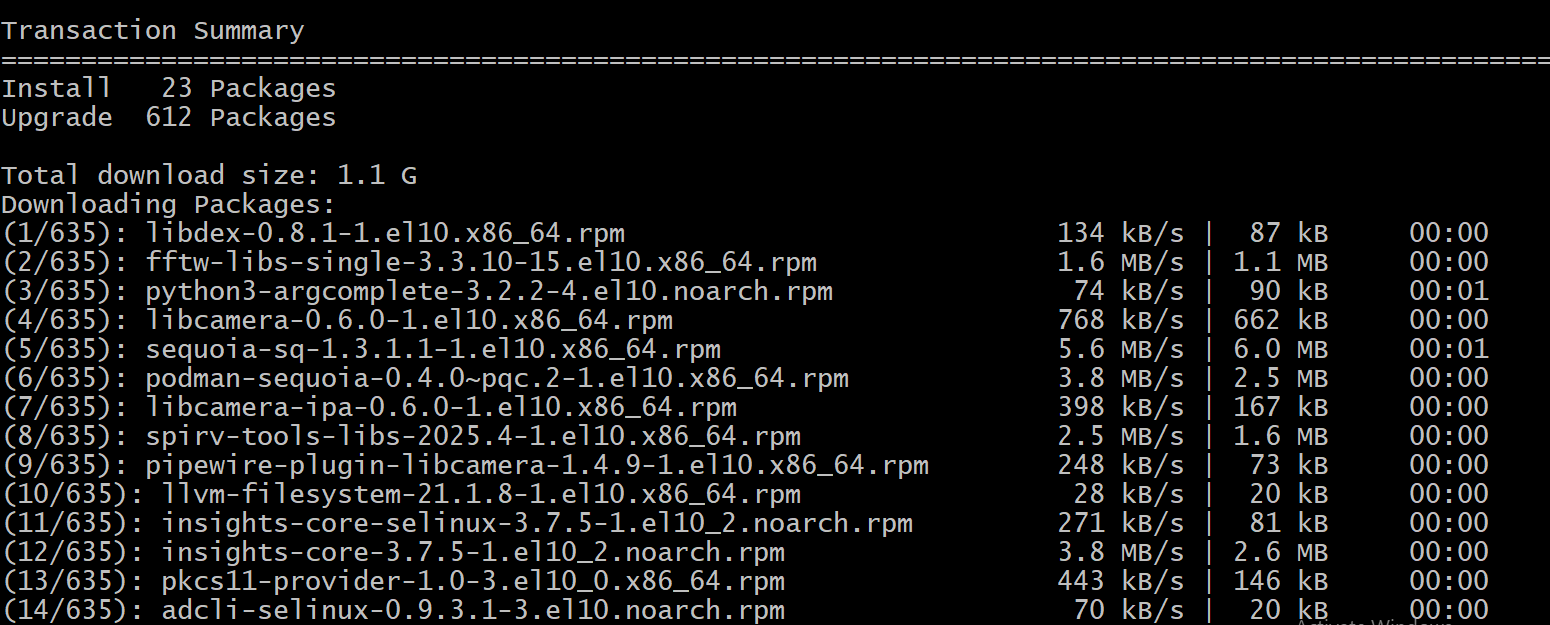 Transaction Summary
================================================================================================
Install   23 Packages
Upgrade  612 Packages
Total download size: 1.1 G
Downloading Packages:
(1/635): libdex-0.8.1-1.el10.x86_64.rpm                    134 kB/s |  87 kB     00:00
(2/635): fftw-libs-single-3.3.10-15.el10.x86_64.rpm        1.6 MB/s | 1.1 MB     00:00
(3/635): python3-argcomplete-3.2.2-4.el10.noarch.rpm        74 kB/s |  90 kB     00:01
(4/635): libcamera-0.6.0-1.el10.x86_64.rpm                 768 kB/s | 662 kB     00:00
(5/635): sequoia-sq-1.3.1.1-1.el10.x86_64.rpm              5.6 MB/s | 6.0 MB     00:01
(6/635): podman-sequoia-0.4.0~pqc.2-1.el10.x86_64.rpm      3.8 MB/s | 2.5 MB     00:00
(7/635): libcamera-ipa-0.6.0-1.el10.x86_64.rpm             398 kB/s | 167 kB     00:00
(8/635): spirv-tools-libs-2025.4-1.el10.x86_64.rpm         2.5 MB/s | 1.6 MB     00:00
(9/635): pipewire-plugin-libcamera-1.4.9-1.el10.x86_64.rpm 248 kB/s |  73 kB     00:00
(10/635): llvm-filesystem-21.1.8-1.el10.x86_64.rpm          28 kB/s |  20 kB     00:00
(11/635): insights-core-selinux-3.7.5-1.el10_2.noarch.rpm  271 kB/s |  81 kB     00:00
(12/635): insights-core-3.7.5-1.el10_2.noarch.rpm          3.8 MB/s | 2.6 MB     00:00
(13/635): pkcs11-provider-1.0-3.el10_0.x86_64.rpm          443 kB/s | 146 kB     00:00
(14/635): adcli-selinux-0.9.3.1-3.el10.noarch.rpm           70 kB/s |  20 kB     00:00